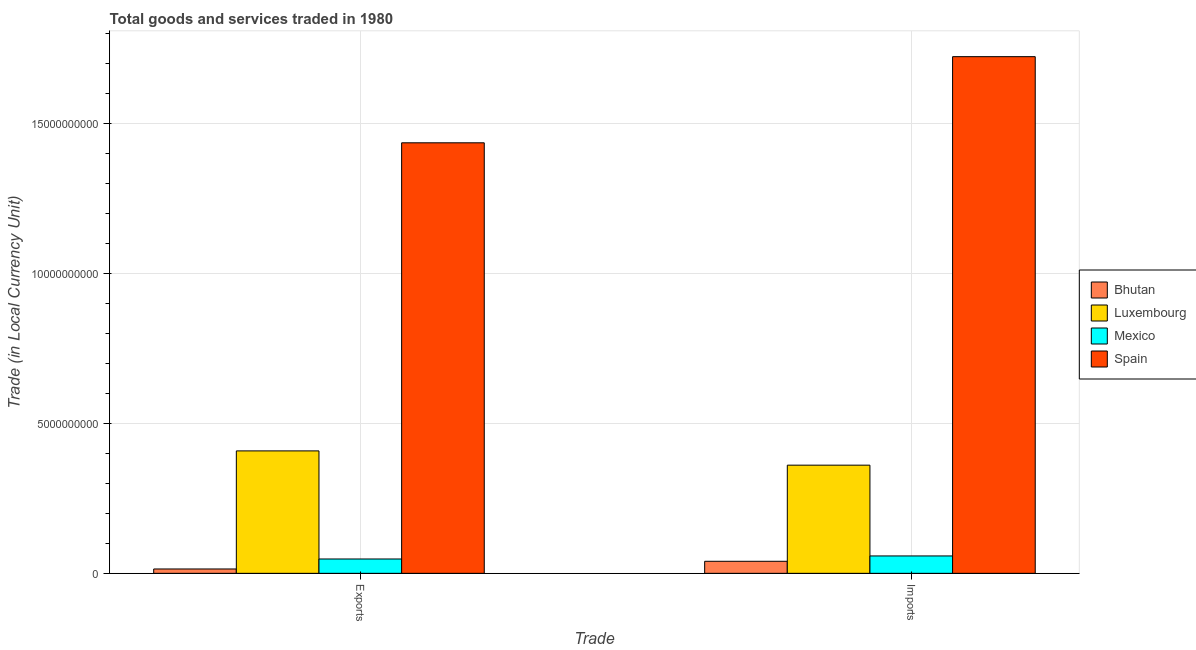 Total goods and services traded in 1980
Trade (in Local Currency Unit)
15000000000
10000000000
5000000000
0
Exports
Imports
Trade
Bhutan
Luxembourg
Mexico
Spain